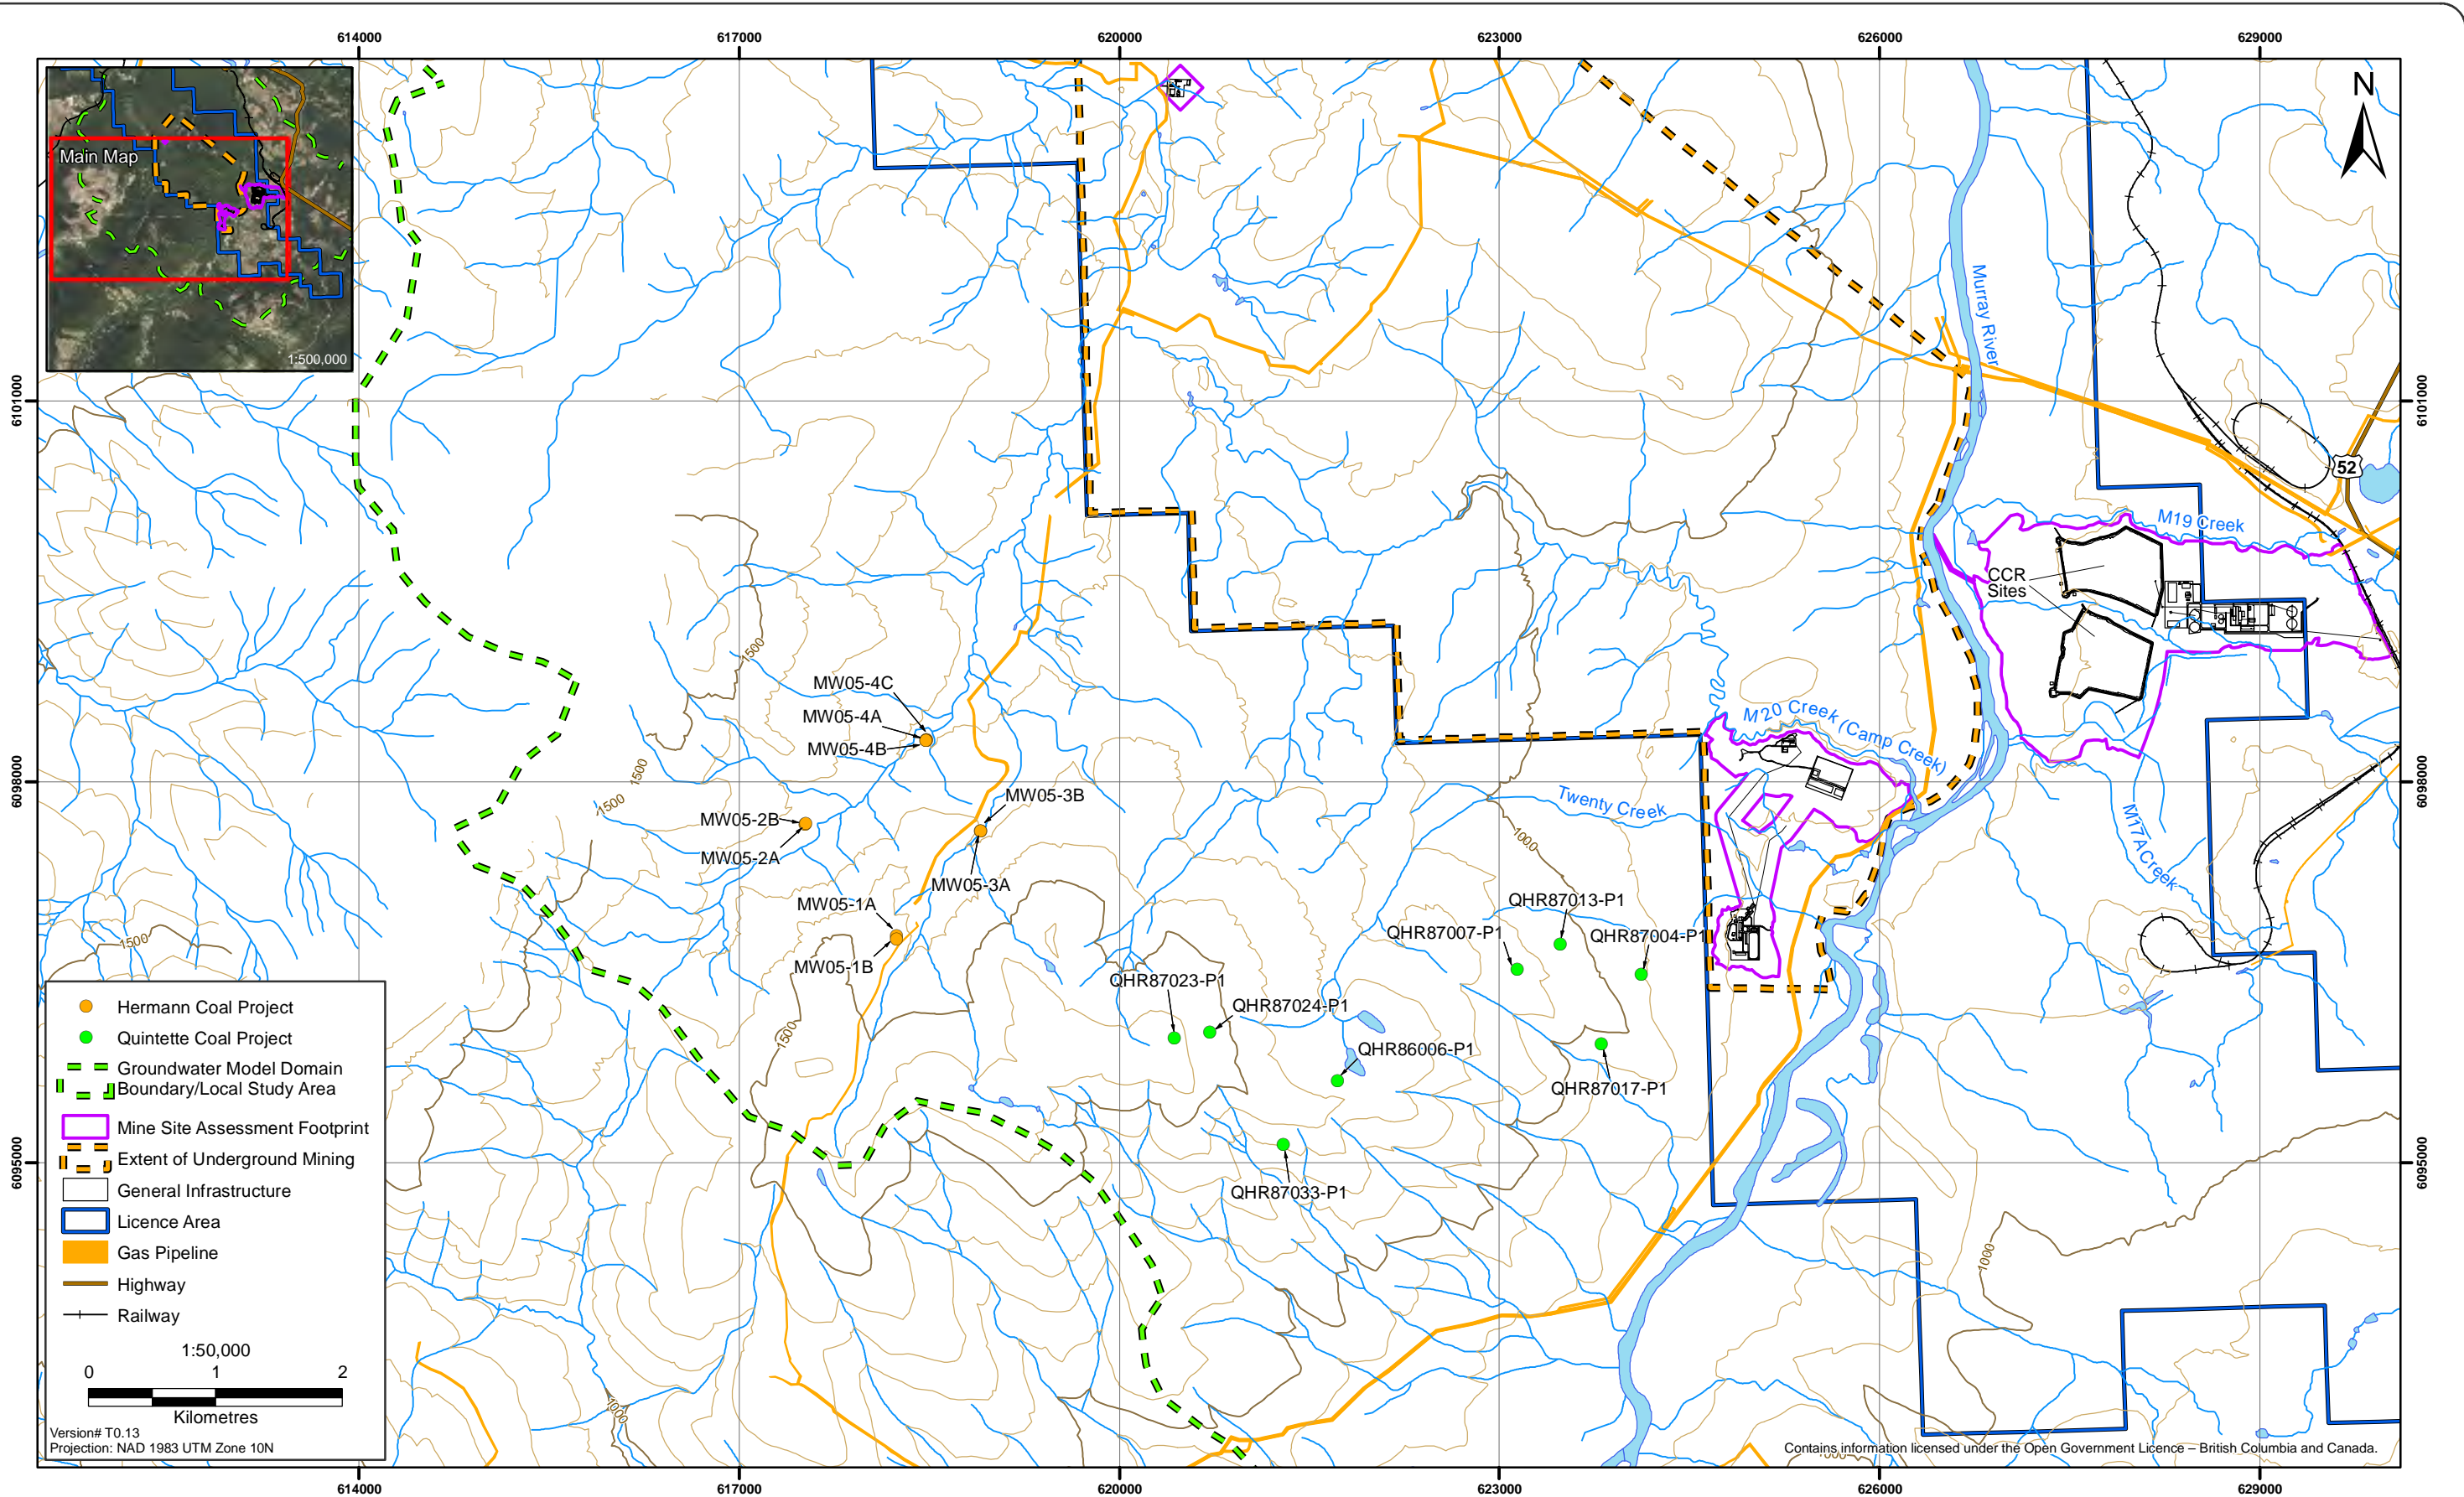 614000
617000
620000
623000
626000
629000
Main Map
1:500,000
N
6101000
6101000
Murray River
52
M19 Creek
CCR
Sites
1500
MW05-4C
MW05-4A
MW05-4B
M20 Creek (Camp Creek)
6098000
6098000
1500
1500
MW05-3B
Twenty Creek
MW05-2B
MW05-2A
1000
M17A Creek
MW05-3A
MW05-1A
QHR87013-P1
QHR87007-P1
QHR87004-P1
1500
MW05-1B
QHR87023-P1
QHR87024-P1
1500
QHR86006-P1
QHR87017-P1
QHR87033-P1
6095000
6095000
1000
1000
1000
Hermann Coal Project
Quintette Coal Project
Groundwater Model Domain
Boundary/Local Study Area
Mine Site Assessment Footprint
Extent of Underground Mining
General Infrastructure
Licence Area
Gas Pipeline
Highway
Railway
1:50,000
0 1 2
Kilometres
Version# T0.13
Projection: NAD 1983 UTM Zone 10N
Contains information licensed under the Open Government Licence – British Columbia and Canada.
614000
617000
620000
623000
626000
629000